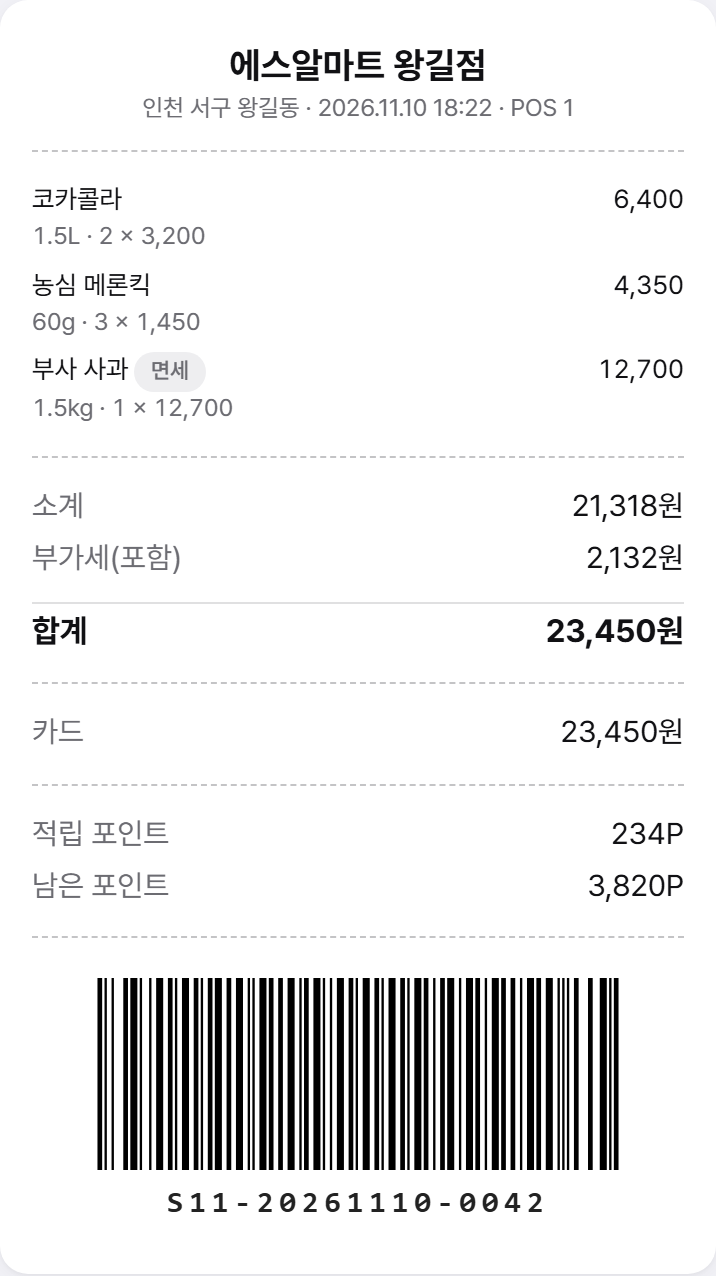 에스알마트 왕길점
인천 서구 왕길동 · 2026.11.10 18:22 · POS 1
코카콜라 6,400
1.5L · 2 × 3,200
농심 메론킥 4,350
60g · 3 × 1,450
부사 사과 면세 12,700
1.5kg · 1 × 12,700
소계 21,318원
부가세(포함) 2,132원
합계 23,450원
카드 23,450원
적립 포인트 234P
남은 포인트 3,820P
S11-20261110-0042